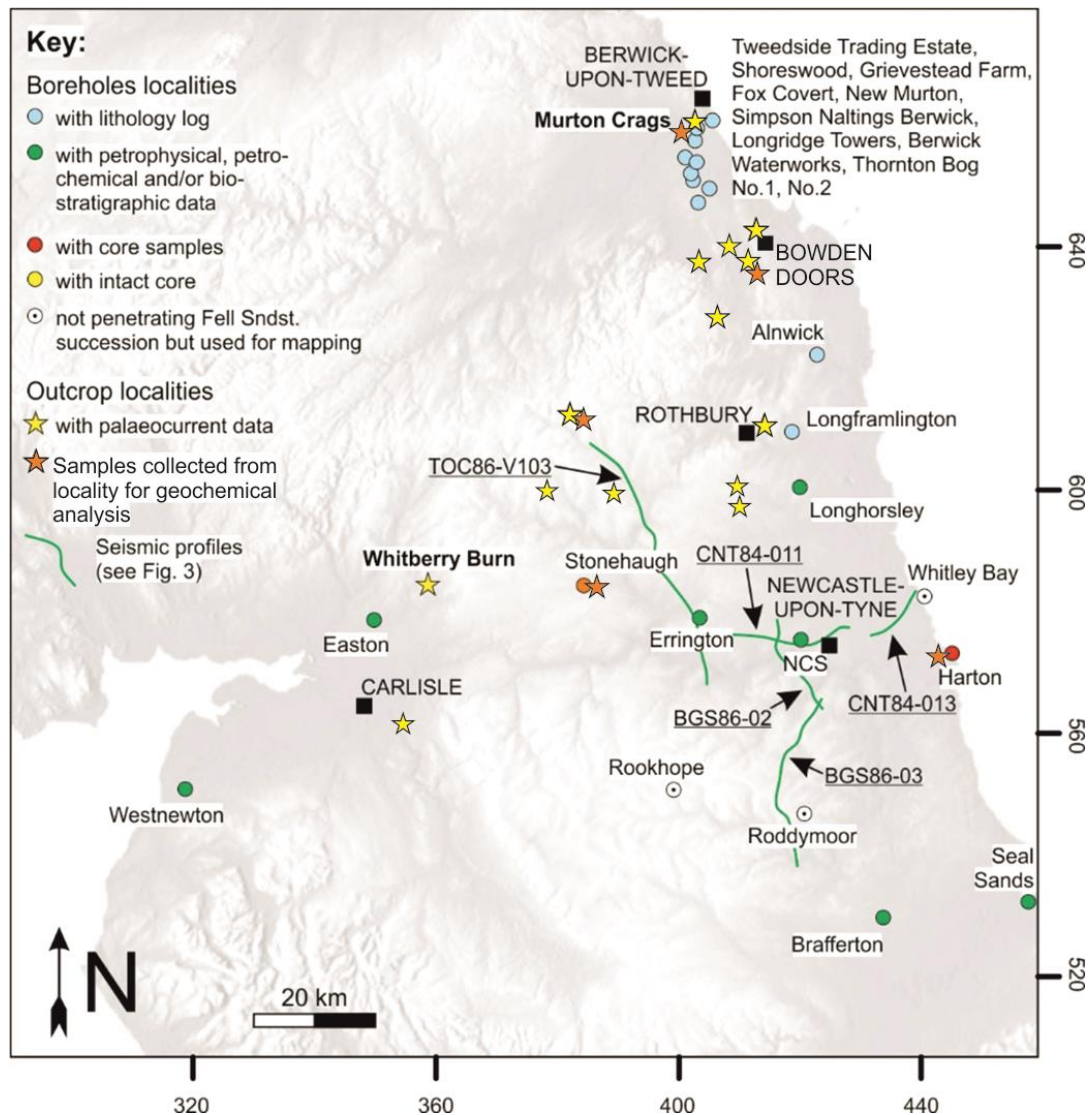 Key:
Boreholes localities
with lithology log
with petrophysical, petro-
chemical and/or bio-
stratigraphic data
with core samples
with intact core
not penetrating Fell Sndst.
succession but used for mapping
Outcrop localities
with palaeocurrent data
Samples collected from
locality for geochemical
analysis
Seismic profiles
(see Fig. 3)
BERWICK-
UPON-TWEED
Murton Crags
Tweedside Trading Estate,
Shoreswood, Grievestead Farm,
Fox Covert, New Murton,
Simpson Naltings Berwick,
Longridge Towers, Berwick
Waterworks, Thornton Bog
No.1, No.2
BOWDEN
DOORS
Alnwick
ROTHBURY
Longframlington
TOC86-V103
Longhorsley
Whitberry Burn
Stonehaugh
CNT84-011
NEWCASTLE-
UPON-TYNE
Whitley Bay
Easton
Errington
NCS
Harton
CARLISLE
BGS86-02
CNT84-013
Rookhope
BGS86-03
Westnewton
Roddymoor
Seal
Sands
Brafferton
N
20 km
640
600
560
520
320
360
400
440